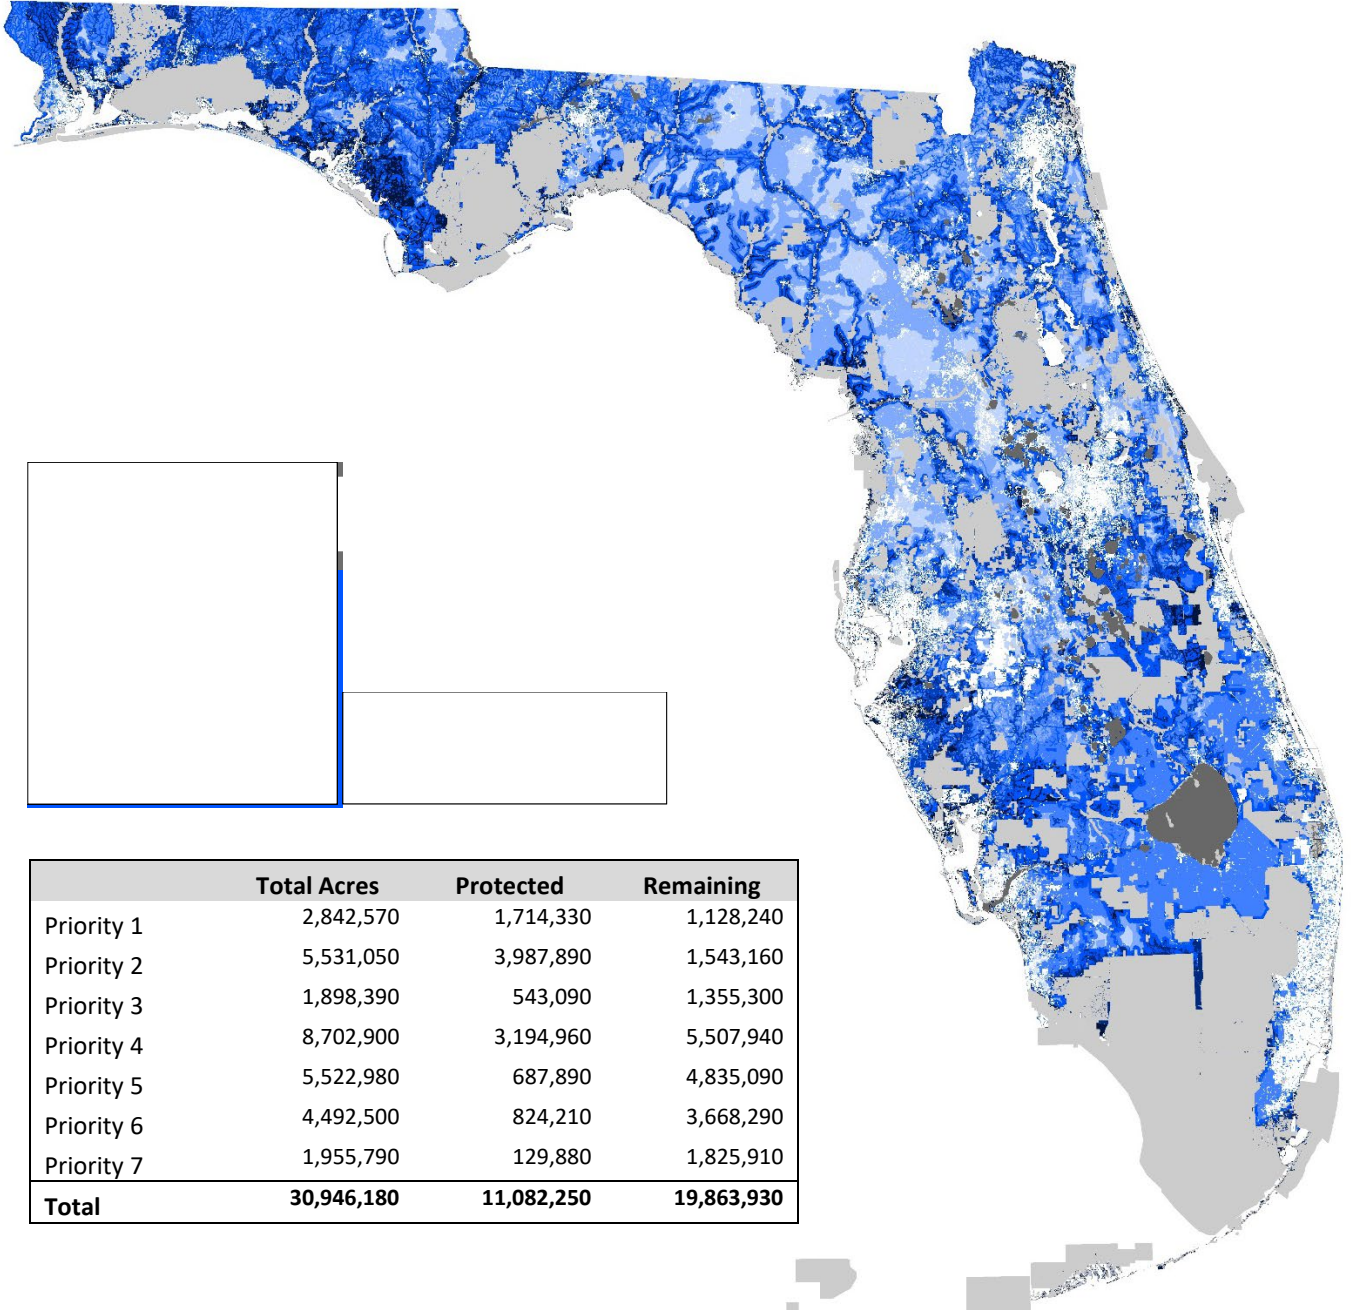 Total Acres Protected Remaining
Priority 1 2,842,570 1,714,330 1,128,240
Priority 2 5,531,050 3,987,890 1,543,160
Priority 3 1,898,390 543,090 1,355,300
Priority 4 8,702,900 3,194,960 5,507,940
Priority 5 5,522,980 687,890 4,835,090
Priority 6 4,492,500 824,210 3,668,290
Priority 7 1,955,790 129,880 1,825,910
Total 30,946,180 11,082,250 19,863,930